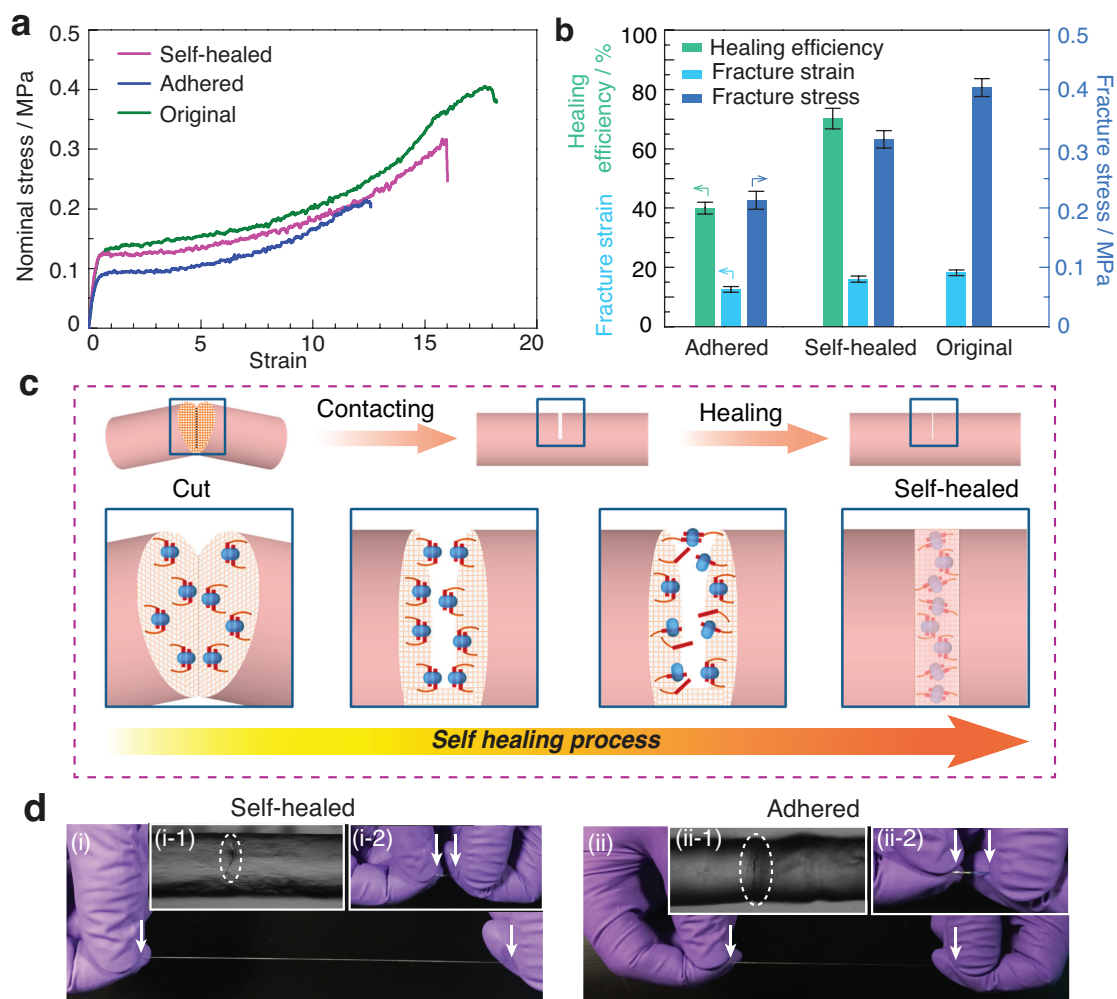 a
Nominal stress / MPa
0.5
0.4
0.3
0.2
0.1
0
Self-healed
Adhered
Original
0 5 10 15 20
Strain
b
Healing
efficiency / %
Fracture strain
100
80
60
40
20
0
Healing efficiency
Fracture strain
Fracture stress
0.5
0.4
0.3
0.2
0.1
0
Fracture stress / MPa
Adhered Self-healed Original
c
Contacting
Healing
Cut
Self-healed
Self healing process
d
Self-healed
(i)
(i-1)
(i-2)
Adhered
(ii)
(ii-1)
(ii-2)